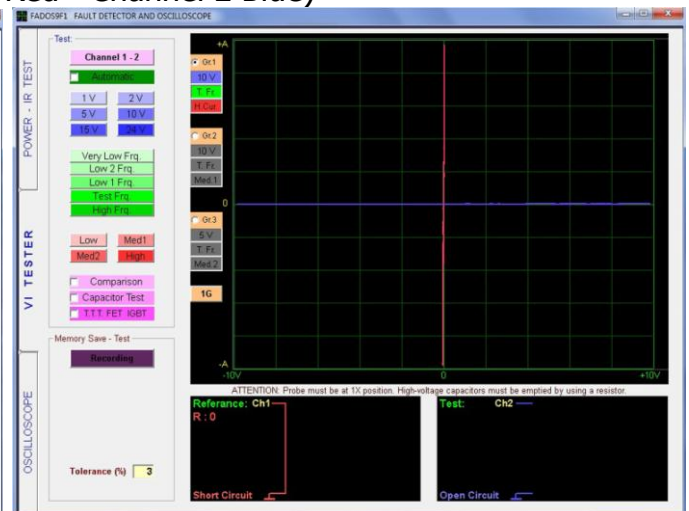 Red - Channel 2 Blue)
FADOS9F1 FAULT DETECTOR AND OSCILLOSCOPE
POWER - IR TEST
VI TESTER
OSCILLOSCOPE
Test:
Channel 1 - 2
Automatic
1 V 2 V
5 V 10 V
15 V 24 V
Very Low Frq.
Low 2 Frq.
Low 1 Frq.
Test Frq.
High Frq.
Low Med1
Med2 High
Comparison
Capacitor Test
T.T.T. FET IGBT
Memory Save - Test
Recording
Tolerance (%) 3
Gr.1
10 V
T. Fr.
H.Cur.
Gr.2
10 V
T. Fr.
Med.1
Gr.3
5 V
T. Fr.
Med.2
1G
+A
0
-A
-10V 0 +10V
ATTENTION: Probe must be at 1X position. High-voltage capacitors must be emptied by using a resistor.
Referance: Ch1
R : 0
Short Circuit
Test: Ch2
Open Circuit